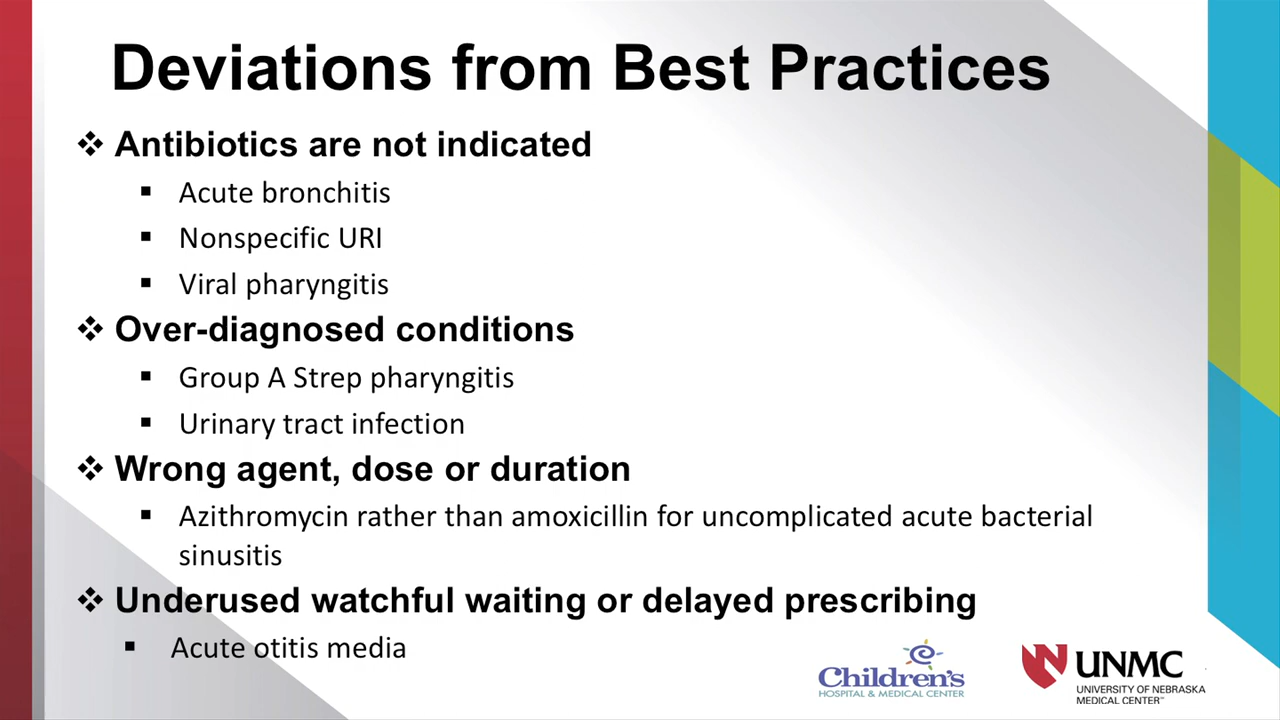 Deviations from Best Practices
❖ Antibiotics are not indicated
▪ Acute bronchitis
▪ Nonspecific URI
▪ Viral pharyngitis
❖ Over-diagnosed conditions
▪ Group A Strep pharyngitis
▪ Urinary tract infection
❖ Wrong agent, dose or duration
▪ Azithromycin rather than amoxicillin for uncomplicated acute bacterial
sinusitis
❖ Underused watchful waiting or delayed prescribing
▪ Acute otitis media
Children's
HOSPITAL & MEDICAL CENTER
UNMC
UNIVERSITY OF NEBRASKA
MEDICAL CENTER™